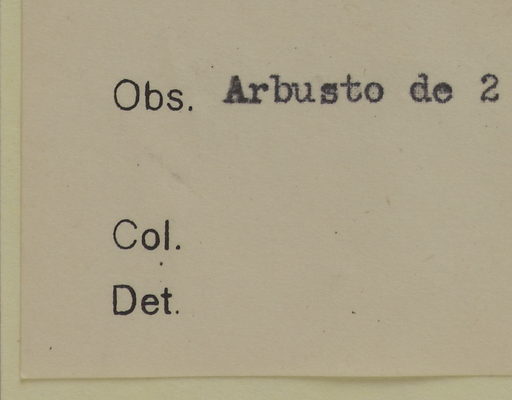 Obs. Arbusto de 2
Col.
Det.